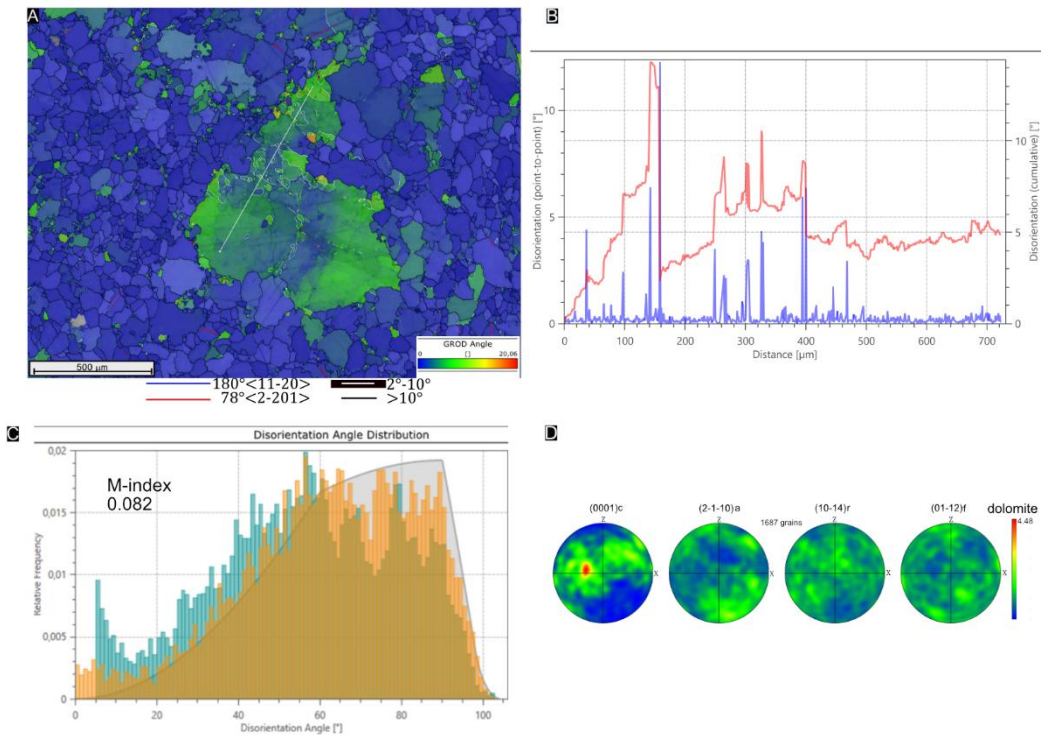 A
GROD Angle
0
[]
20,06
500 μm
180°<11-20>
2°-10°
78°<2-201>
>10°
B
Disorientation (point-to-point) [°]
10
5
0
Disorientation (cumulative) [°]
10
5
0
0
100
200
300
400
500
600
700
Distance [μm]
C
Disorientation Angle Distribution
M-index
0.082
Relative Frequency
0,02
0,015
0,01
0,005
0
0
20
40
60
80
100
Disorientation Angle [°]
D
(0001)c
(2-1-10)a
(10-14)r
(01-12)f
dolomite
4.48
1687 grains
Z
Z
Z
Z
X
X
X
X